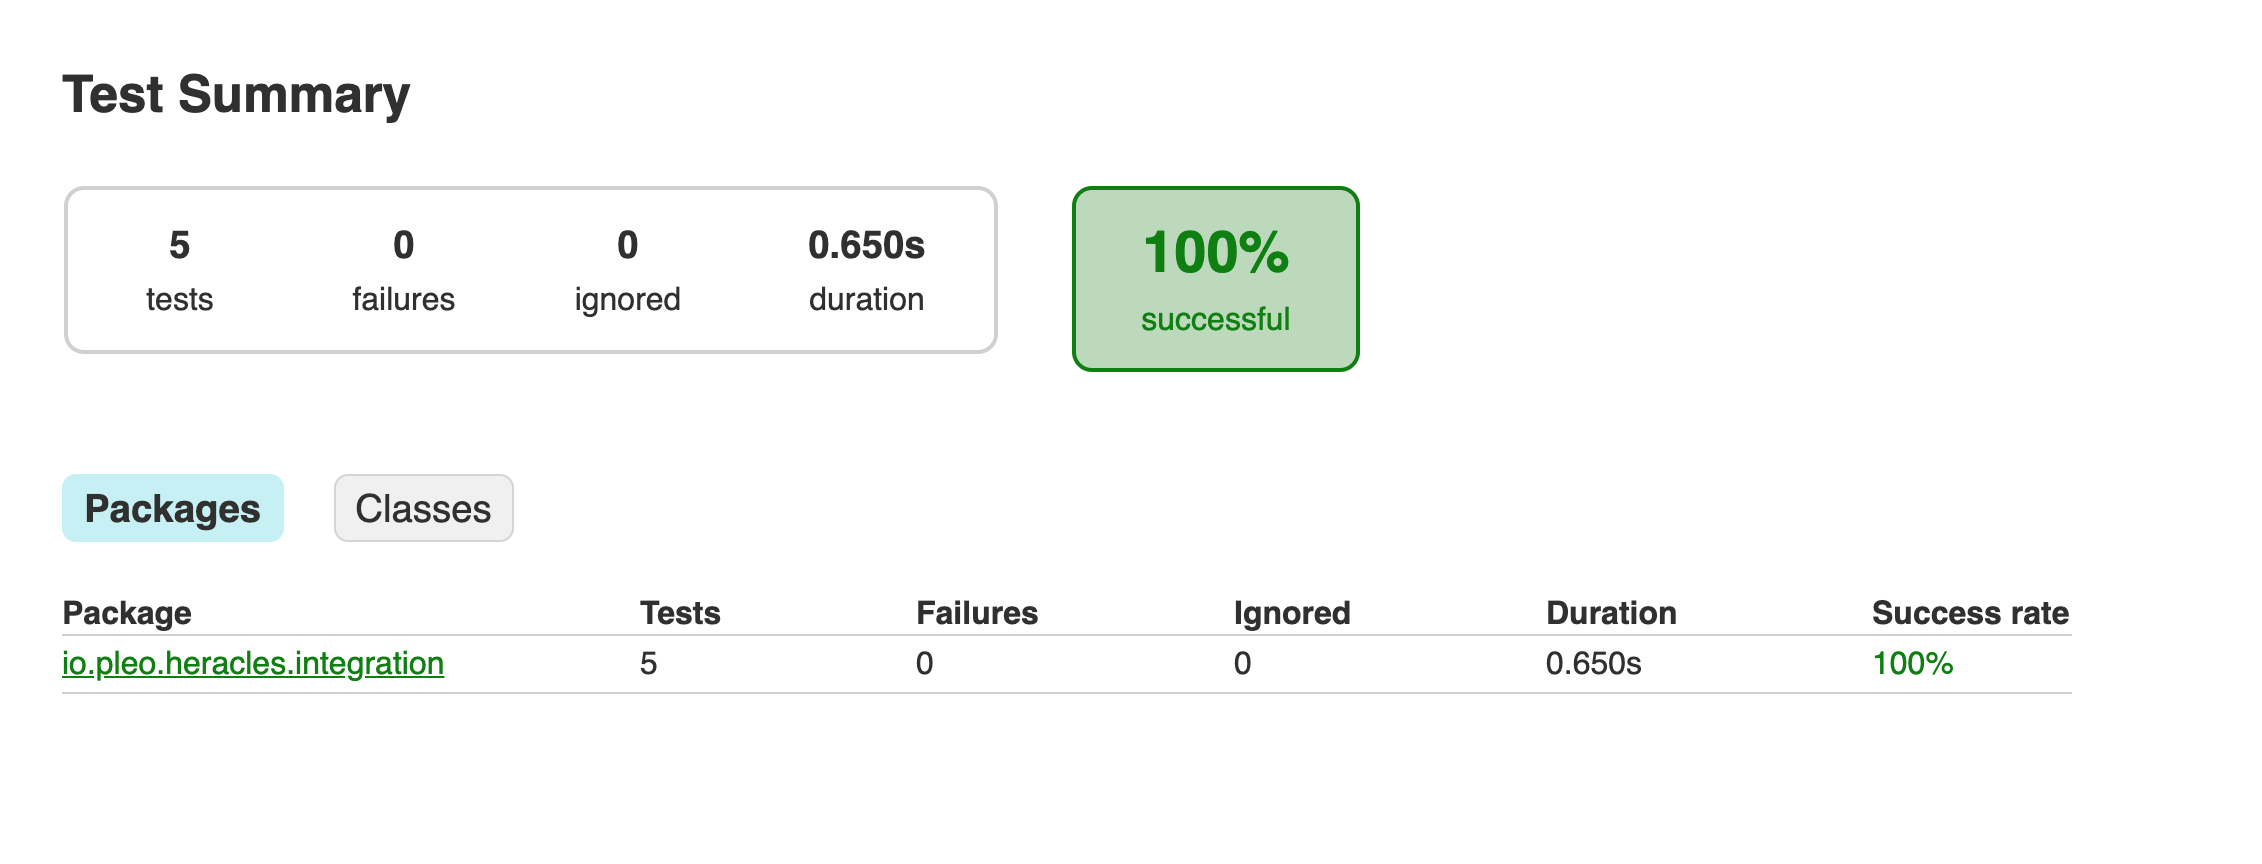 Test Summary
5 0 0 0.650s
tests failures ignored duration
100%
successful
Packages Classes
Package Tests Failures Ignored Duration Success rate
io.pleo.heracles.integration 5 0 0 0.650s 100%